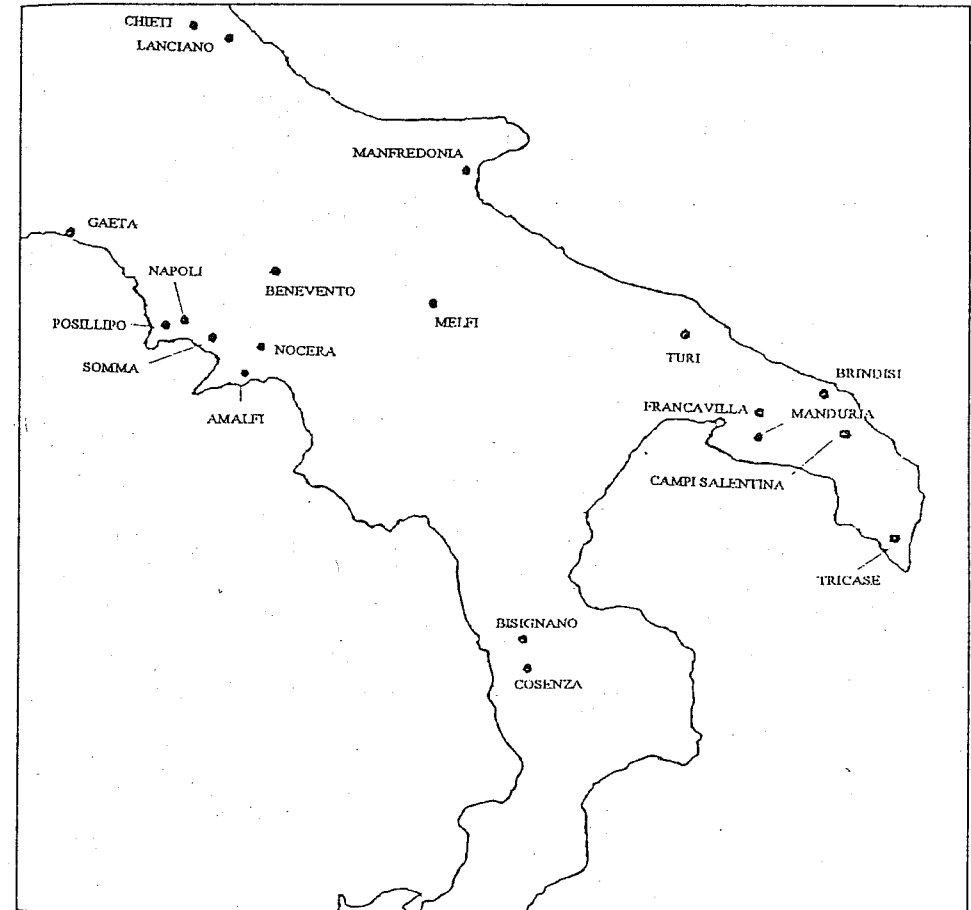 CHIETI
LANCIANO
MANFREDONIA
GAETA
NAPOLI
BENEVENTO
POSILLIPO
MELFI
SOMMA
NOCERA
TURI
BRINDISI
AMALFI
FRANCAVILLA
MANDURIA
CAMPI SALENTINA
TRICASE
BISIGNANO
COSENZA